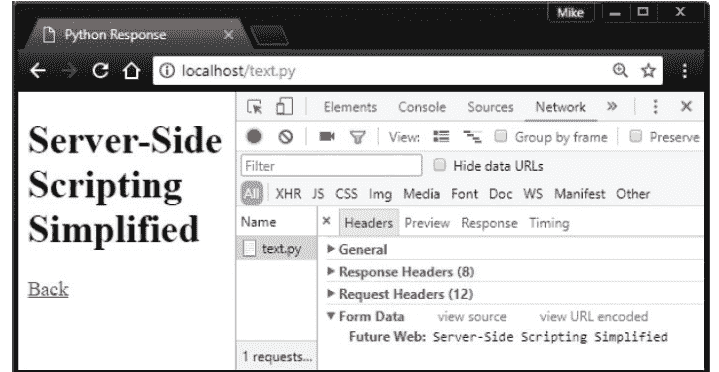 Mike
Python Response
localhost/text.py
Server-Side
Scripting
Simplified
Back
Elements Console Sources Network »
View: Group by frame Preserve
Filter Hide data URLs
All XHR JS CSS Img Media Font Doc WS Manifest Other
Name × Headers Preview Response Timing
text.py
▶ General
▶ Response Headers (8)
▶ Request Headers (12)
▼ Form Data view source view URL encoded
Future Web: Server-Side Scripting Simplified
1 requests...